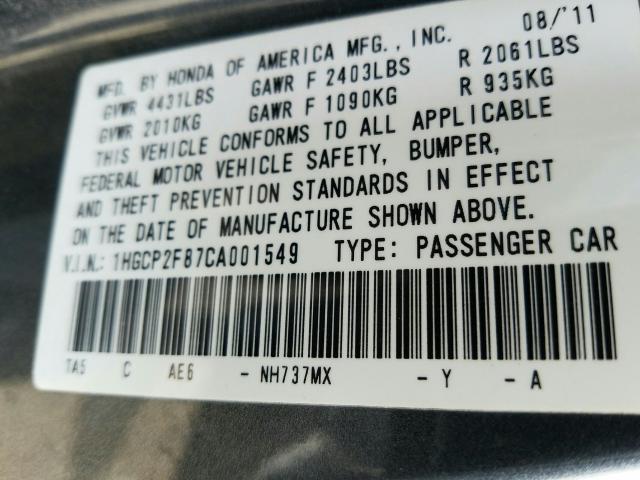 MFD. BY HONDA OF AMERICA MFG., INC. 08/'11
GVWR 4431LBS GAWR F 2403LBS R 2061LBS
GVWR 2010KG GAWR F 1090KG R 935KG
THIS VEHICLE CONFORMS TO ALL APPLICABLE
FEDERAL MOTOR VEHICLE SAFETY, BUMPER,
AND THEFT PREVENTION STANDARDS IN EFFECT
ON THE DATE OF MANUFACTURE SHOWN ABOVE.
V.I.N.: 1HGCP2F87CA001549 TYPE: PASSENGER CAR
TA5 C AE6 - NH737MX - Y - A